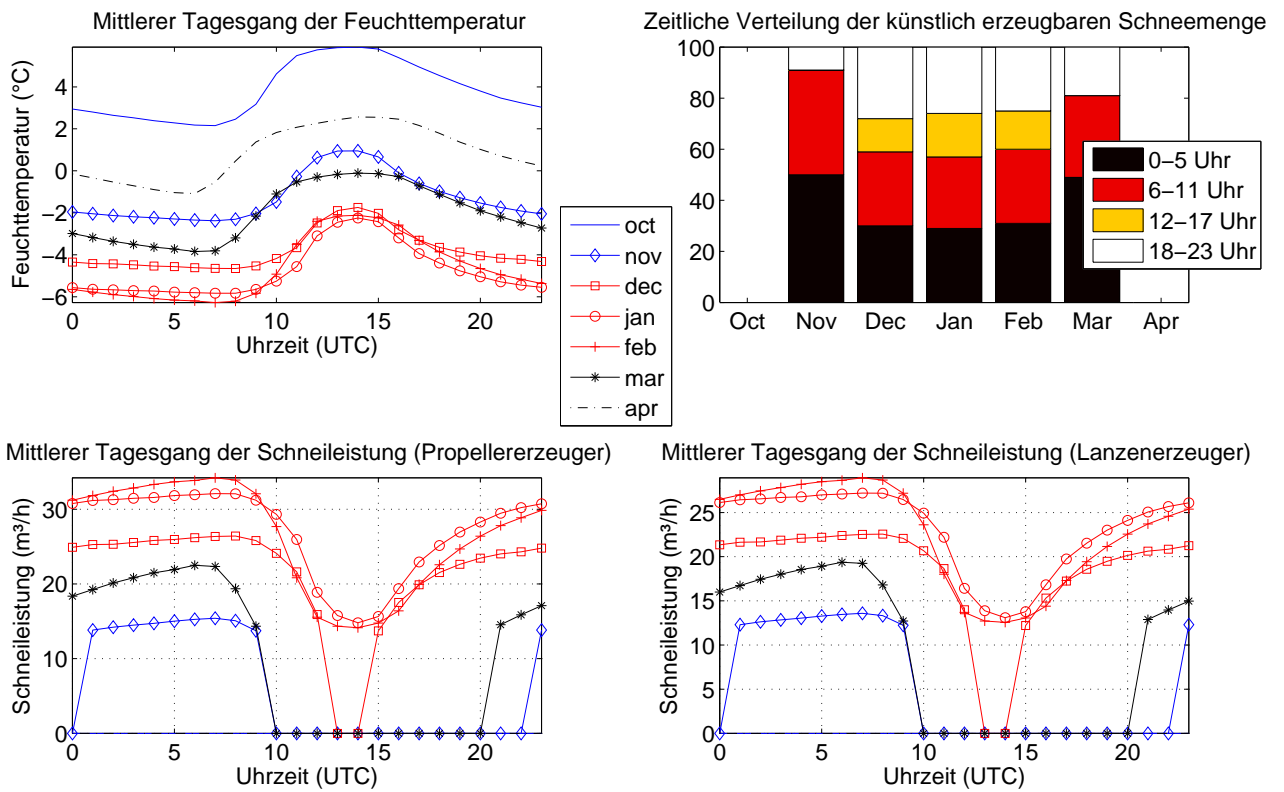 Mittlerer Tagesgang der Feuchttemperatur
Feuchttemperatur (°C)
4
2
0
−2
−4
−6
0 5 10 15 20
Uhrzeit (UTC)
oct
nov
dec
jan
feb
mar
apr
Zeitliche Verteilung der künstlich erzeugbaren Schneemenge
100
80
60
40
20
0
Oct Nov Dec Jan Feb Mar Apr
0−5 Uhr
6−11 Uhr
12−17 Uhr
18−23 Uhr
Mittlerer Tagesgang der Schneileistung (Propellererzeuger)
Schneileistung (m³/h)
30
20
10
0
0 5 10 15 20
Uhrzeit (UTC)
Mittlerer Tagesgang der Schneileistung (Lanzenerzeuger)
Schneileistung (m³/h)
25
20
15
10
5
0
0 5 10 15 20
Uhrzeit (UTC)